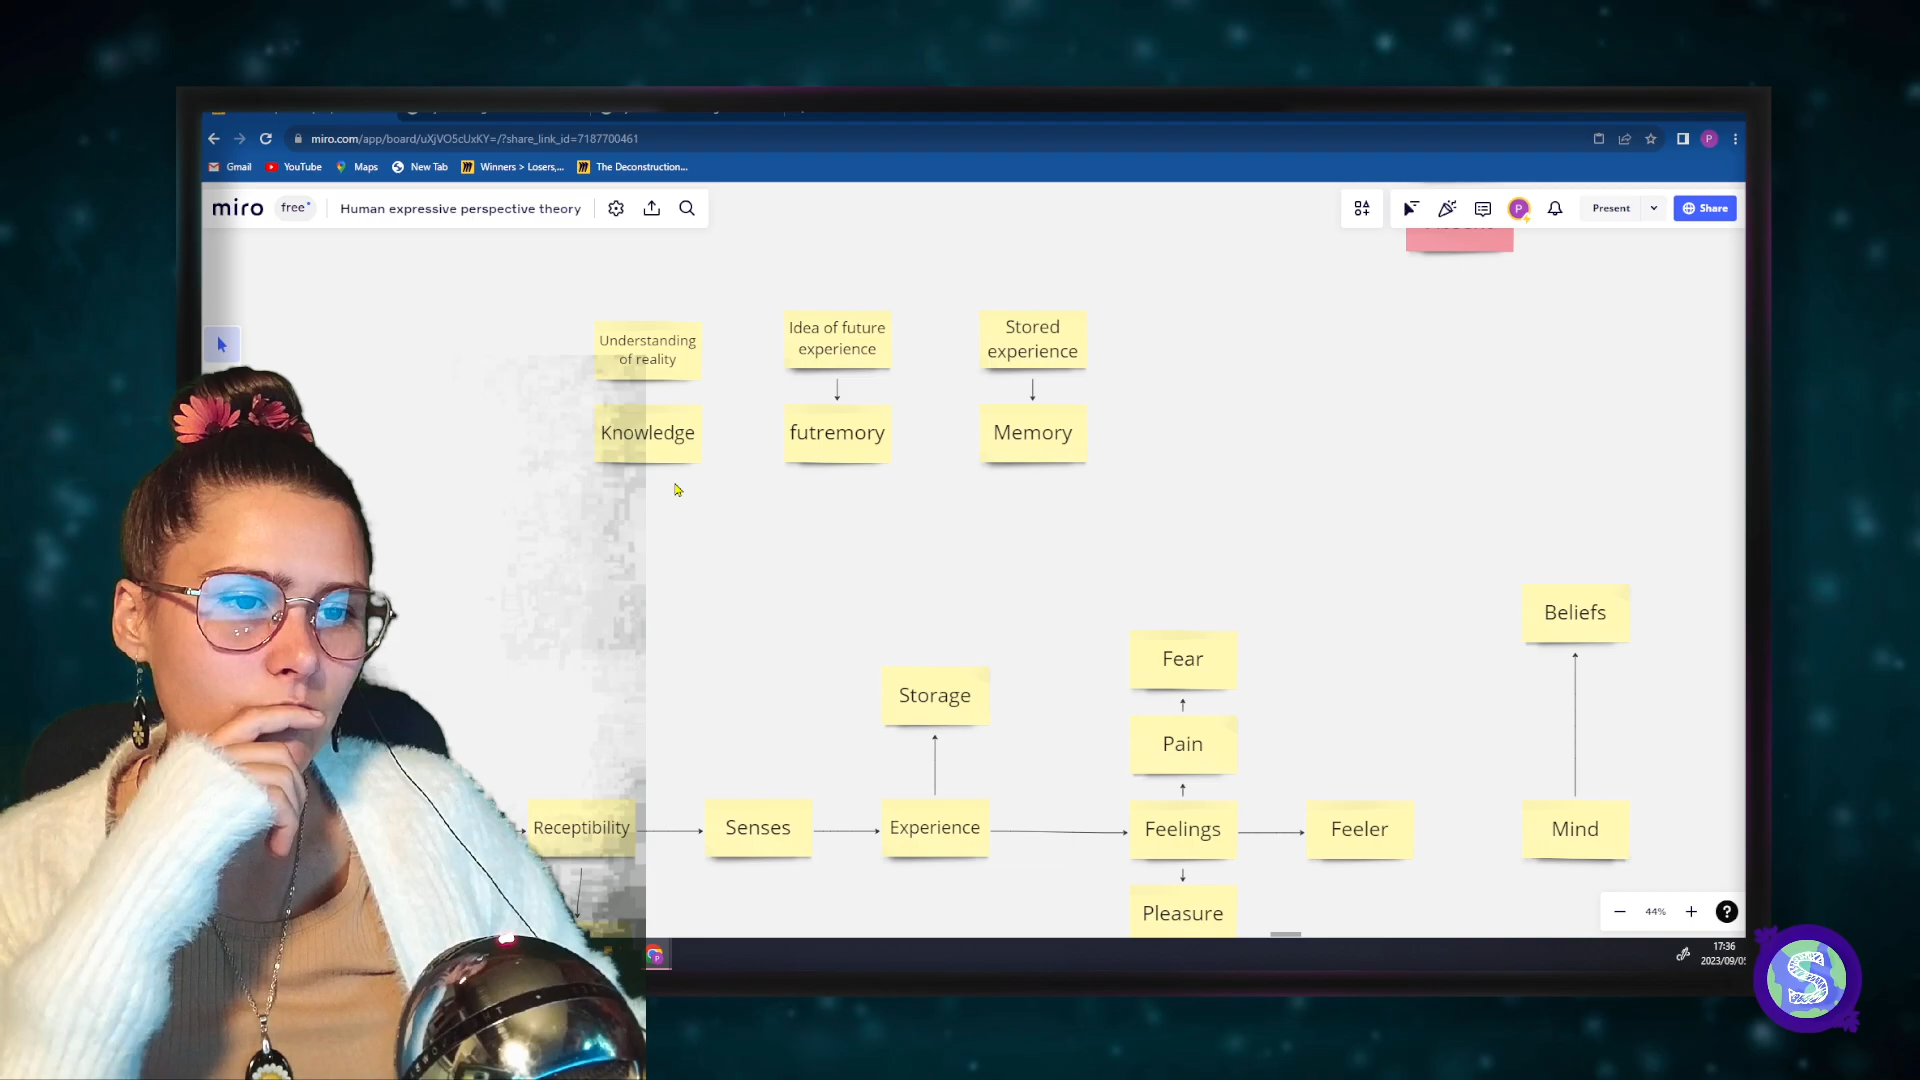 miro.com/app/board/uXjVO5cUxKY=/?share_link_id=7187700461
Gmail
YouTube
Maps
New Tab
Winners > Losers,...
The Deconstruction...
miro
free
Human expressive perspective theory
P
Present
Share
Understanding
of reality
Idea of future
experience
Stored
experience
Knowledge
futremory
Memory
Beliefs
Fear
Storage
Pain
Receptibility
Senses
Experience
Feelings
Feeler
Mind
Pleasure
44%
?
17:36
S